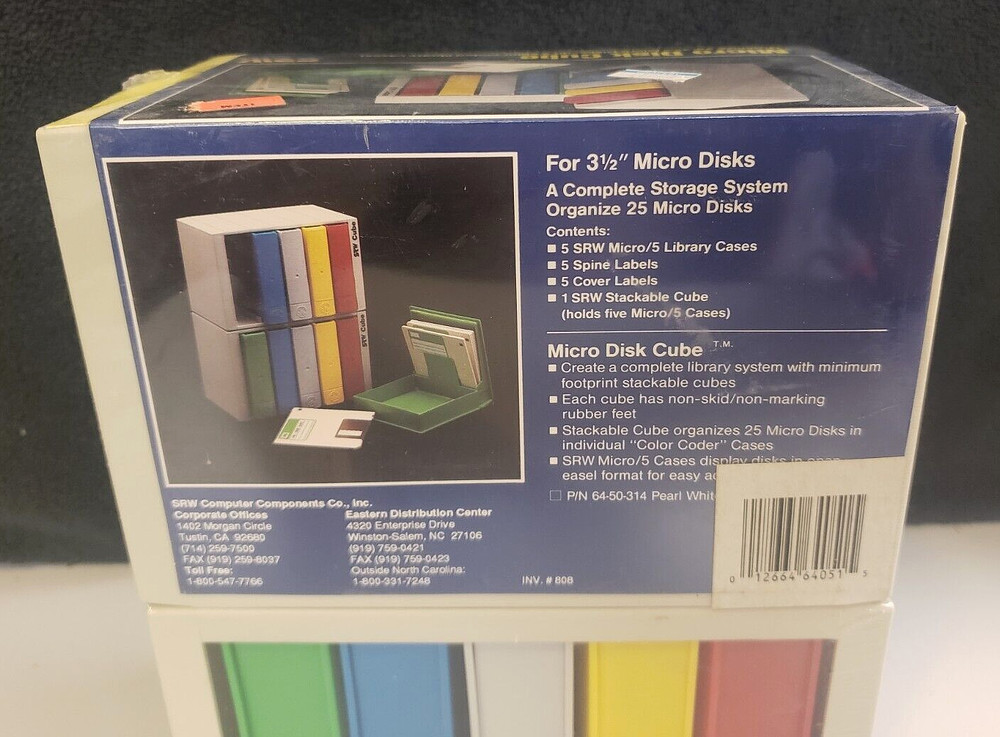 Micro Disk Cube
For 3½" Micro Disks
A Complete Storage System
Organize 25 Micro Disks
Contents:
■ 5 SRW Micro/5 Library Cases
■ 5 Spine Labels
■ 5 Cover Labels
■ 1 SRW Stackable Cube
(holds five Micro/5 Cases)
Micro Disk Cube T.M.
■ Create a complete library system with minimum
footprint stackable cubes
■ Each cube has non-skid/non-marking
rubber feet
■ Stackable Cube organizes 25 Micro Disks in
individual "Color Coder" Cases
■ SRW Micro/5 Cases display disks in open
easel format for easy
□ P/N 64-50-314 Pearl White
SRW Cube
SRW Cube
SRW Computer Components Co., Inc.
Corporate Offices
1402 Morgan Circle
Tustin, CA 92680
(714) 259-7500
FAX (919) 259-8037
Toll Free:
1-800-547-7766
Eastern Distribution Center
4320 Enterprise Drive
Winston-Salem, NC 27106
(919) 759-0421
FAX (919) 759-0423
Outside North Carolina:
1-800-331-7248
INV. # 808
0 12664 64051 5